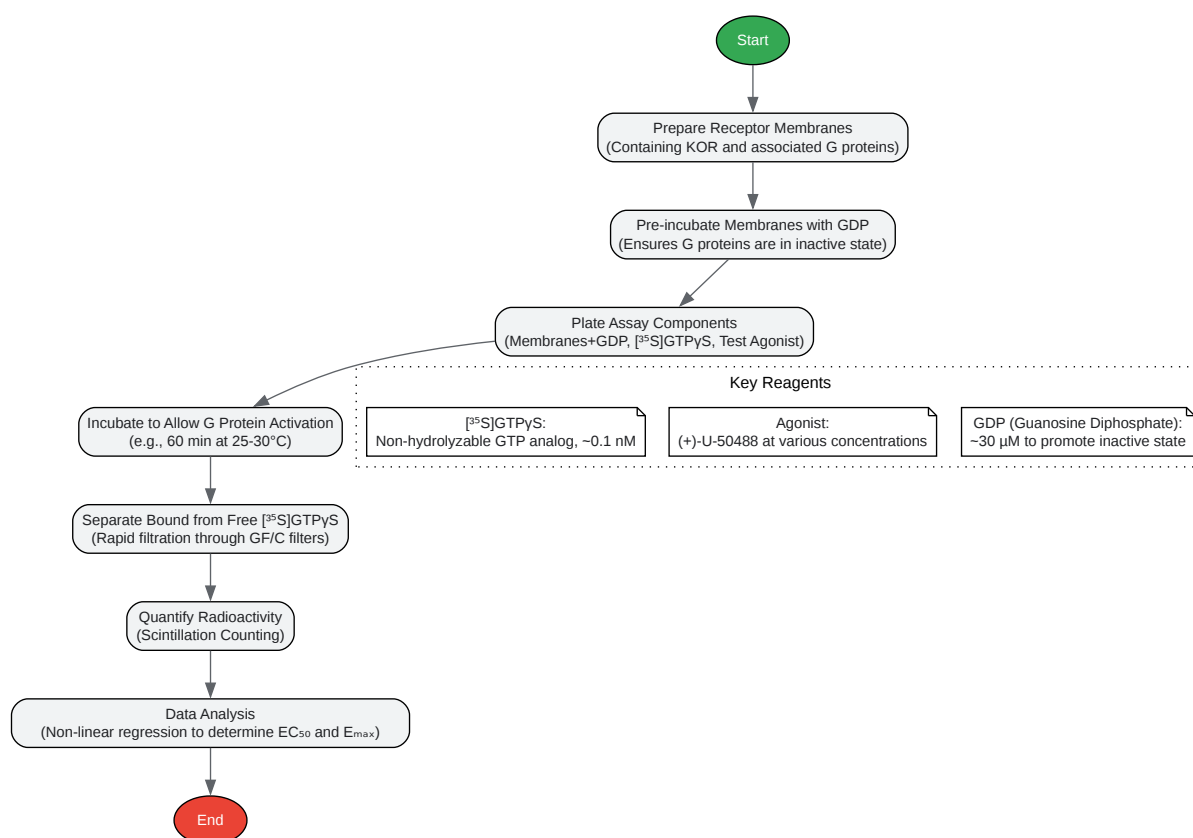 Start
Prepare Receptor Membranes
(Containing KOR and associated G proteins)
Pre-incubate Membranes with GDP
(Ensures G proteins are in inactive state)
Plate Assay Components
(Membranes+GDP, [³⁵S]GTPγS, Test Agonist)
Key Reagents
Incubate to Allow G Protein Activation
(e.g., 60 min at 25-30°C)
[³⁵S]GTPγS:
Non-hydrolyzable GTP analog, ~0.1 nM
Agonist:
(+)-U-50488 at various concentrations
GDP (Guanosine Diphosphate):
~30 µM to promote inactive state
Separate Bound from Free [³⁵S]GTPγS
(Rapid filtration through GF/C filters)
Quantify Radioactivity
(Scintillation Counting)
Data Analysis
(Non-linear regression to determine EC₅₀ and Eₘₐₓ)
End